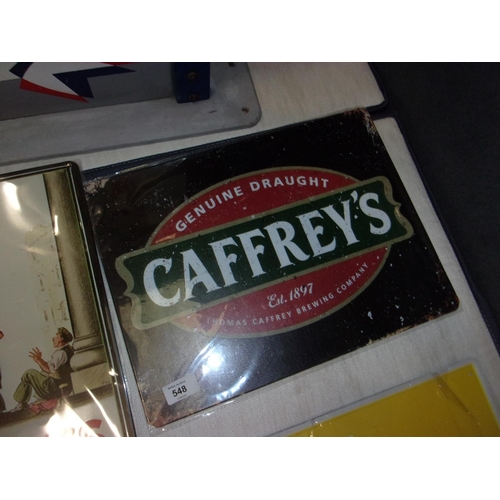 GENUINE DRAUGHT
CAFFREY'S
Est. 1897
THOMAS CAFFREY BREWING COMPANY
548